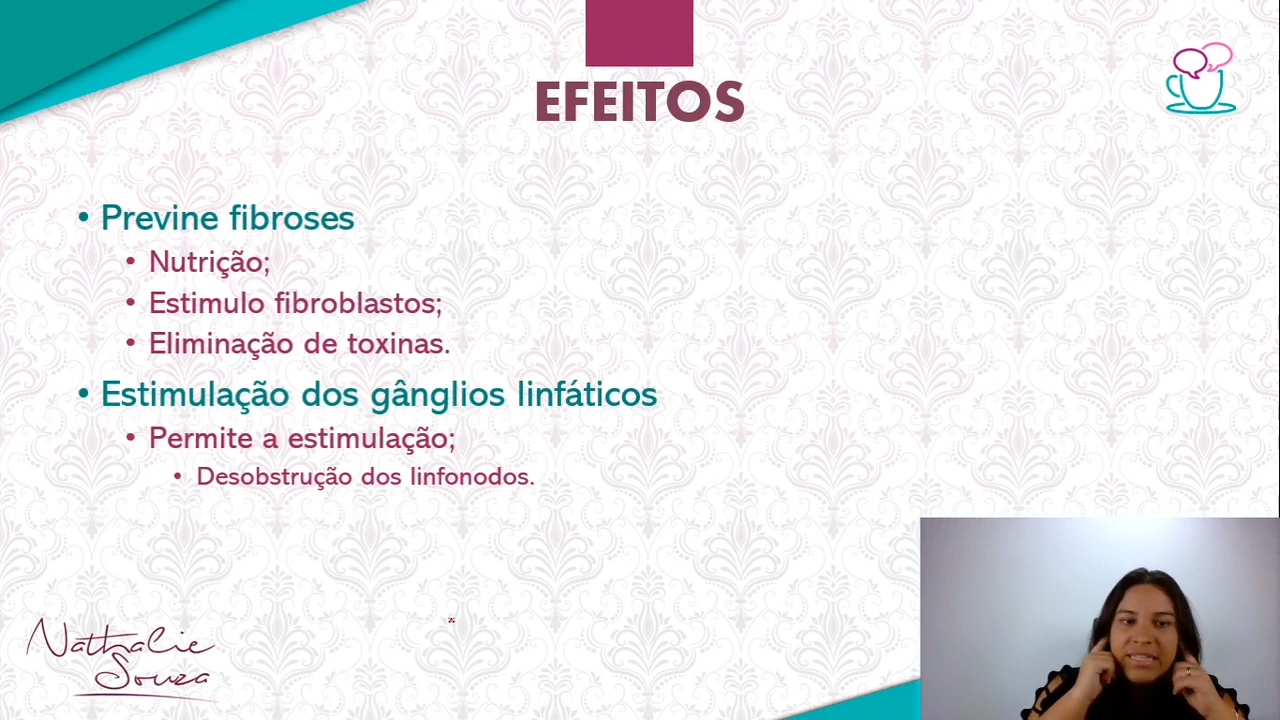 EFEITOS
• Previne fibroses
• Nutrição;
• Estimulo fibroblastos;
• Eliminação de toxinas.
• Estimulação dos gânglios linfáticos
• Permite a estimulação;
• Desobstrução dos linfonodos.
Nathalie
Souza